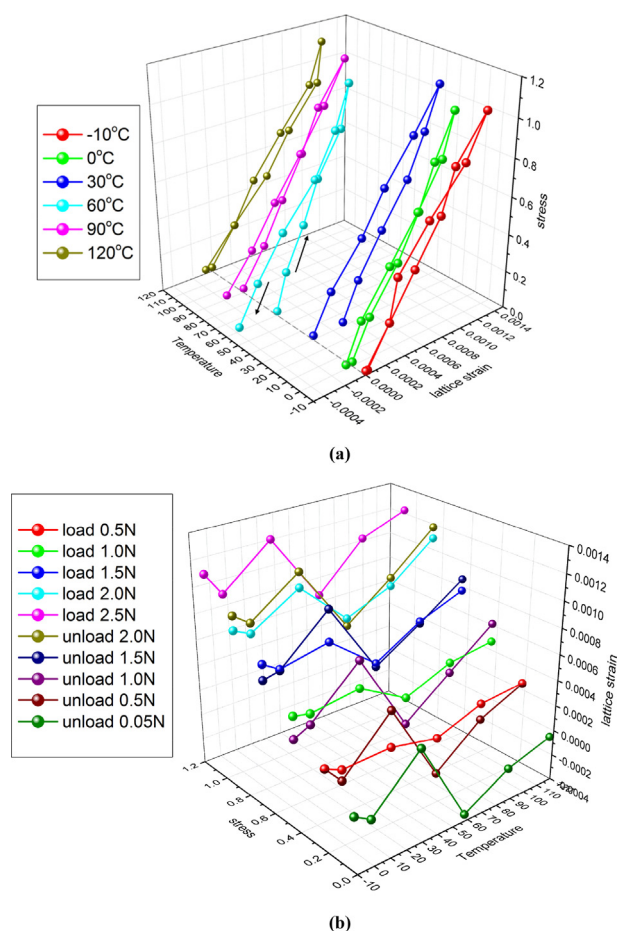 -10°C
0°C
30°C
60°C
90°C
120°C
1.2
1.0
0.8
0.6
0.4
0.2
0.0
stress
120
110
100
90
80
70
60
50
40
30
20
10
0
-10
Temperature
-0.0004
-0.0002
0.0000
0.0002
0.0004
0.0006
0.0008
0.0010
0.0012
0.0014
lattice strain
(a)
load 0.5N
load 1.0N
load 1.5N
load 2.0N
load 2.5N
unload 2.0N
unload 1.5N
unload 1.0N
unload 0.5N
unload 0.05N
0.0014
0.0012
0.0010
0.0008
0.0006
0.0004
0.0002
0.0000
-0.0002
-0.0004
lattice strain
1.2
1.0
0.8
0.6
0.4
0.2
0.0
stress
-10
0
10
20
30
40
50
60
70
80
90
100
110
Temperature
(b)